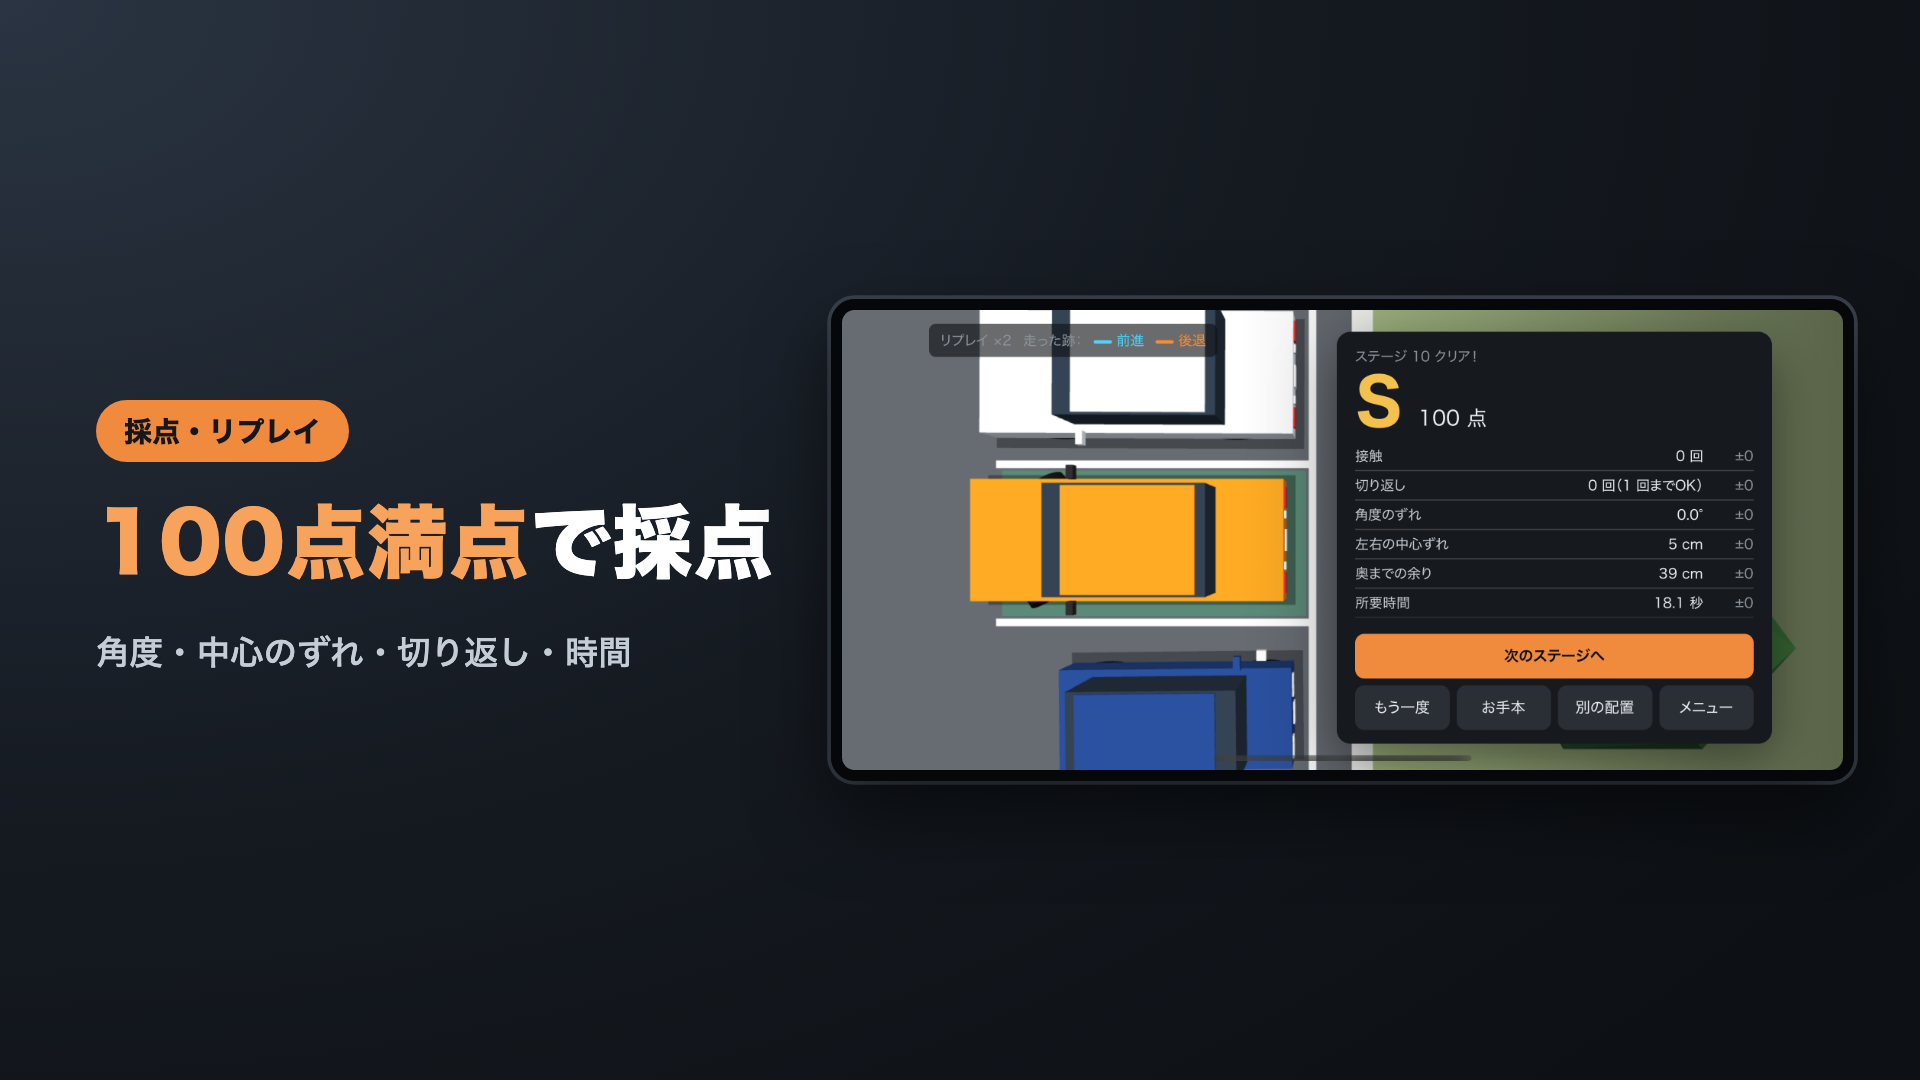 採点・リプレイ
100点満点で採点
角度・中心のずれ・切り返し・時間
リプレイ ×2 走った跡: 前進 後退
ステージ 10 クリア!
S 100 点
接触 0 回 ±0
切り返し 0 回(1 回までOK) ±0
角度のずれ 0.0° ±0
左右の中心ずれ 5 cm ±0
奥までの余り 39 cm ±0
所要時間 18.1 秒 ±0
次のステージへ
もう一度 お手本 別の配置 メニュー